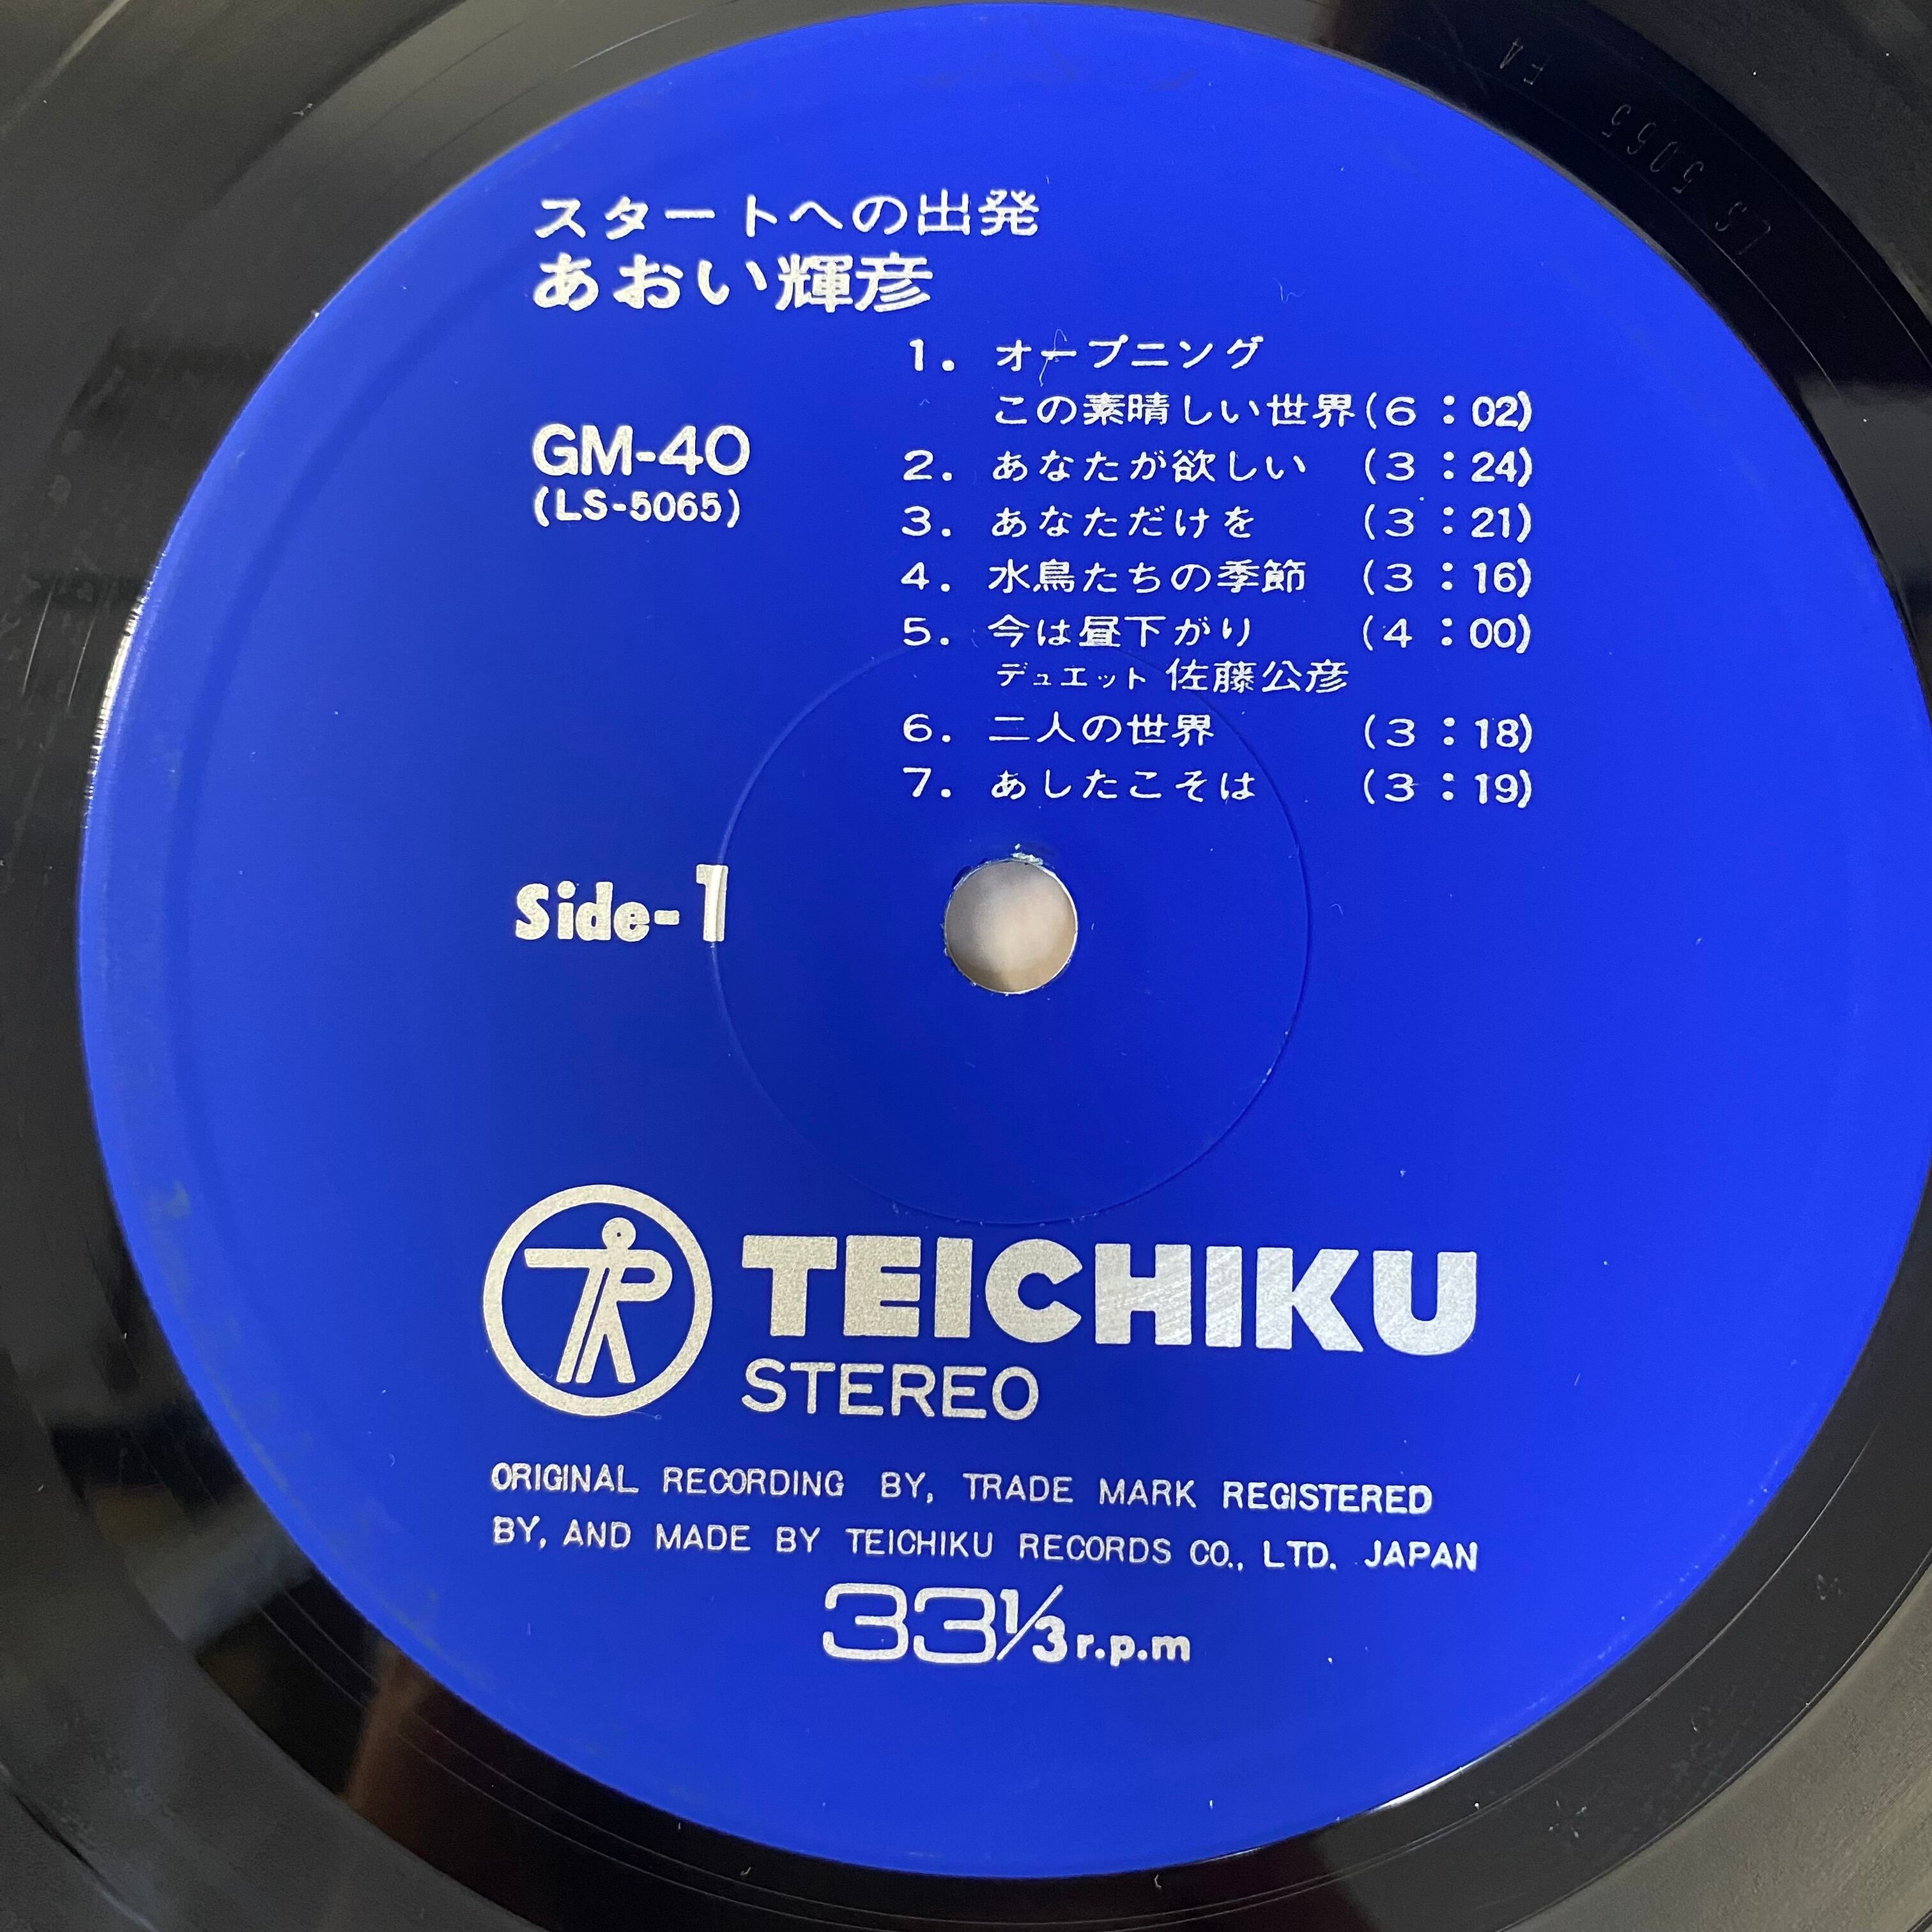 スタートへの出発
あおい輝彦
GM-40
(LS-5065)
1. オープニング
この素晴しい世界(6:02)
2. あなたが欲しい (3:24)
3. あなただけを (3:21)
4. 水鳥たちの季節 (3:16)
5. 今は昼下がり (4:00)
デュエット 佐藤公彦
6. 二人の世界 (3:18)
7. あしたこそは (3:19)
Side-1
TEICHIKU
STEREO
ORIGINAL RECORDING BY, TRADE MARK REGISTERED
BY, AND MADE BY TEICHIKU RECORDS CO., LTD. JAPAN
33 1/3 r.p.m
LS 5065